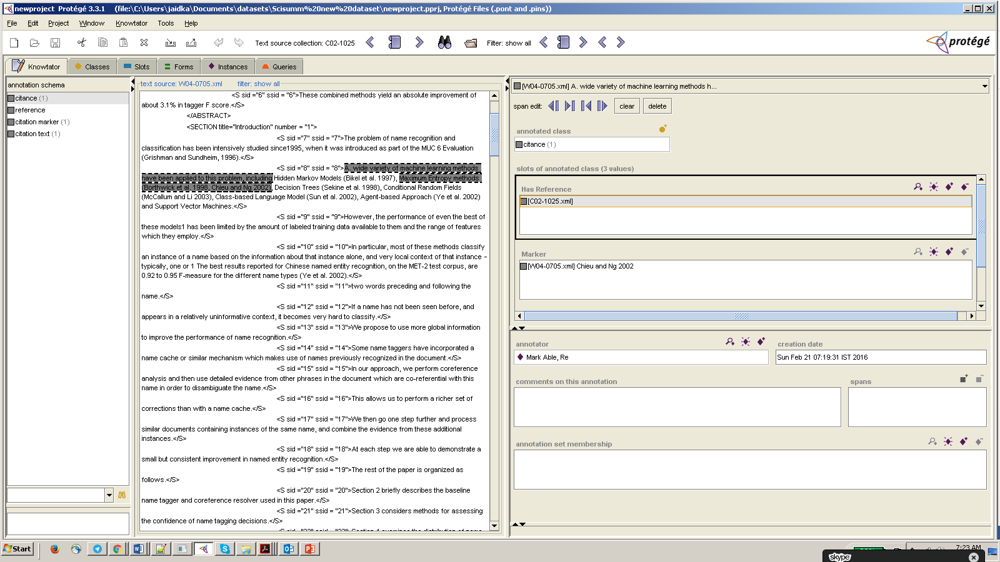 newproject Protégé 3.3.1 (file:\C:\Users\jaidka\Documents\datasets\Scisumm%20new%20dataset\newproject.pprj, Protégé Files (.pont and .pins))
File Edit Project Window Knowtator Tools Help
Text source collection: C02-1025 Filter: show all protégé
Knowtator Classes Slots Forms Instances Queries
annotation schema
citance (1)
reference
citation marker (1)
citation text (1)
text source: W04-0705.xml filter: show all
<S sid ="6" ssid = "6">These combined methods yield an absolute improvement of
about 3.1% in tagger F score.</S>
</ABSTRACT>
<SECTION title="Introduction" number = "1">
<S sid ="7" ssid = "7">The problem of name recognition and
classification has been intensively studied since1995, when it was introduced as part of the MUC 6 Evaluation
(Grishman and Sundheim, 1996).</S>
<S sid ="8" ssid = "8">A. wide variety of machine learning methods
have been applied to this problem, including Hidden Markov Models (Bikel et al. 1997), Maximum Entropy methods
(Borthwick et al. 1998, Chieu and Ng 2002), Decision Trees (Sekine et al. 1998), Conditional Random Fields
(McCallum and Li 2003), Class-based Language Model (Sun et al. 2002), Agent-based Approach (Ye et al. 2002)
and Support Vector Machines.</S>
<S sid ="9" ssid = "9">However, the performance of even the best of
these models1 has been limited by the amount of labeled training data available to them and the range of features
which they employ.</S>
<S sid ="10" ssid = "10">In particular, most of these methods classify
an instance of a name based on the information about that instance alone, and very local context of that instance –
typically, one or 1 The best results reported for Chinese named entity recognition, on the MET-2 test corpus, are
0.92 to 0.95 F-measure for the different name types (Ye et al. 2002).</S>
<S sid ="11" ssid = "11">two words preceding and following the
name.</S>
<S sid ="12" ssid = "12">If a name has not been seen before, and
appears in a relatively uninformative context, it becomes very hard to classify.</S>
<S sid ="13" ssid = "13">We propose to use more global information
to improve the performance of name recognition.</S>
<S sid ="14" ssid = "14">Some name taggers have incorporated a
name cache or similar mechanism which makes use of names previously recognized in the document.</S>
<S sid ="15" ssid = "15">In our approach, we perform coreference
analysis and then use detailed evidence from other phrases in the document which are co-referential with this
name in order to disambiguate the name.</S>
<S sid ="16" ssid = "16">This allows us to perform a richer set of
corrections than with a name cache.</S>
<S sid ="17" ssid = "17">We then go one step further and process
similar documents containing instances of the same name, and combine the evidence from these additional
instances.</S>
<S sid ="18" ssid = "18">At each step we are able to demonstrate a
small but consistent improvement in named entity recognition.</S>
<S sid ="19" ssid = "19">The rest of the paper is organized as
follows.</S>
<S sid ="20" ssid = "20">Section 2 briefly describes the baseline
name tagger and coreference resolver used in this paper.</S>
<S sid ="21" ssid = "21">Section 3 considers methods for assessing
the confidence of name tagging decisions.</S>
[W04-0705.xml] A. wide variety of machine learning methods h...
span edit: clear delete
annotated class
citance (1)
slots of annotated class (3 values)
Has Reference
[C02-1025.xml]
Marker
[W04-0705.xml] Chieu and Ng 2002
annotator creation date
Mark Able, Re Sun Feb 21 07:19:31 IST 2016
comments on this annotation spans
annotation set membership
Start 7:23 AM
skype